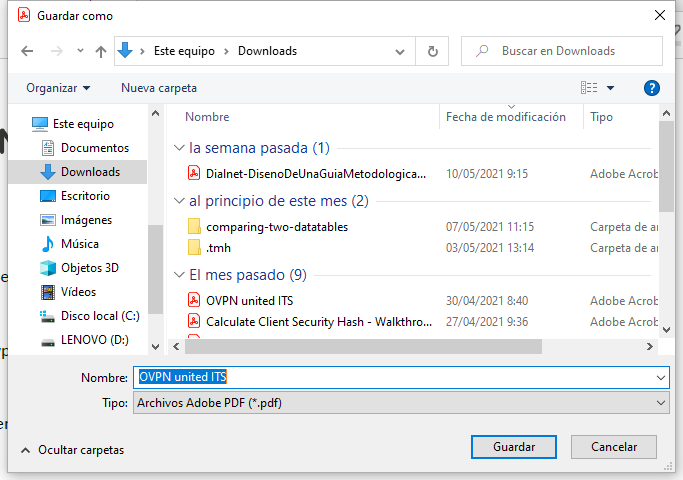 Guardar como
Este equipo > Downloads
Buscar en Downloads
Organizar
Nueva carpeta
Este equipo
Documentos
Downloads
Escritorio
Imágenes
Música
Objetos 3D
Vídeos
Disco local (C:)
LENOVO (D:)
Nombre Fecha de modificación Tipo
la semana pasada (1)
Dialnet-DisenoDeUnaGuiaMetodologica... 10/05/2021 9:15 Adobe Acrob
al principio de este mes (2)
comparing-two-datatables 07/05/2021 11:15 Carpeta de ar
.tmh 03/05/2021 13:14 Carpeta de ar
El mes pasado (9)
OVPN united ITS 30/04/2021 8:40 Adobe Acrob
Calculate Client Security Hash - Walkthro... 27/04/2021 9:36 Adobe Acrob
Nombre: OVPN united ITS
Tipo: Archivos Adobe PDF (*.pdf)
Ocultar carpetas
Guardar
Cancelar